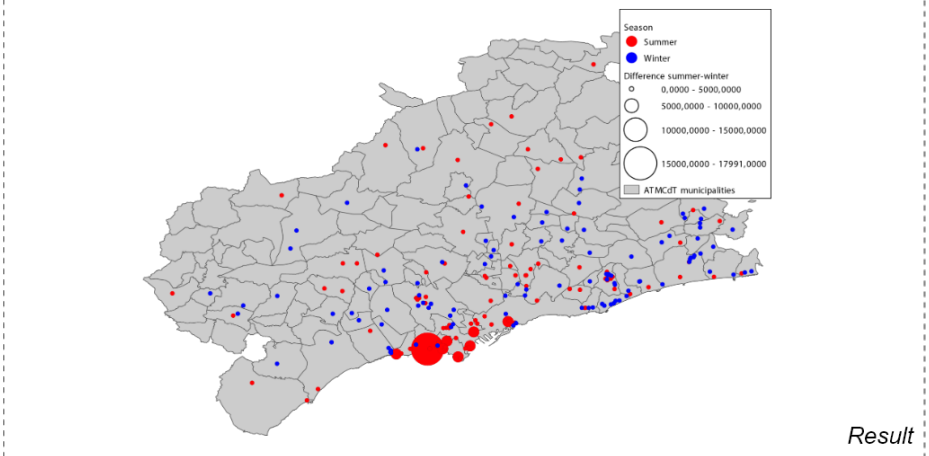 Season
Summer
Winter
Difference summer-winter
0,0000 - 5000,0000
5000,0000 - 10000,0000
10000,0000 - 15000,0000
15000,0000 - 17991,0000
ATMCdT municipalities
Result